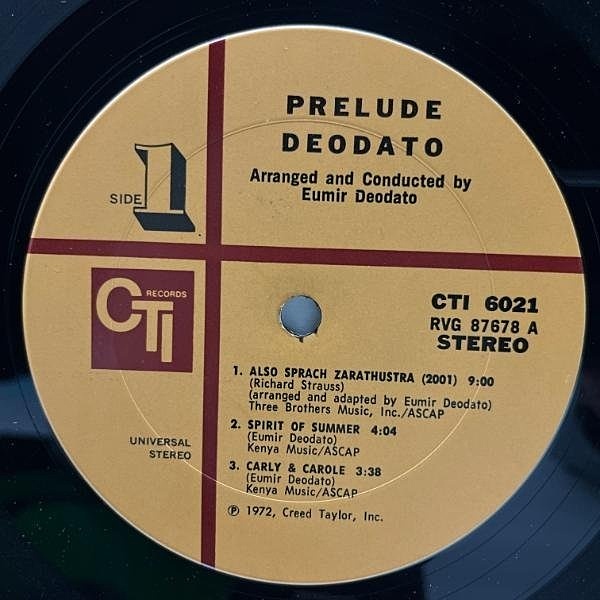 PRELUDE
DEODATO
Arranged and Conducted by
Eumir Deodato
SIDE 1
CTI RECORDS
CTI 6021
RVG 87678 A
STEREO
1. ALSO SPRACH ZARATHUSTRA (2001) 9:00
(Richard Strauss)
(arranged and adapted by Eumir Deodato)
Three Brothers Music, Inc./ASCAP
2. SPIRIT OF SUMMER 4:04
(Eumir Deodato)
Kenya Music/ASCAP
3. CARLY & CAROLE 3:38
(Eumir Deodato)
Kenya Music/ASCAP
UNIVERSAL
STEREO
℗ 1972, Creed Taylor, Inc.